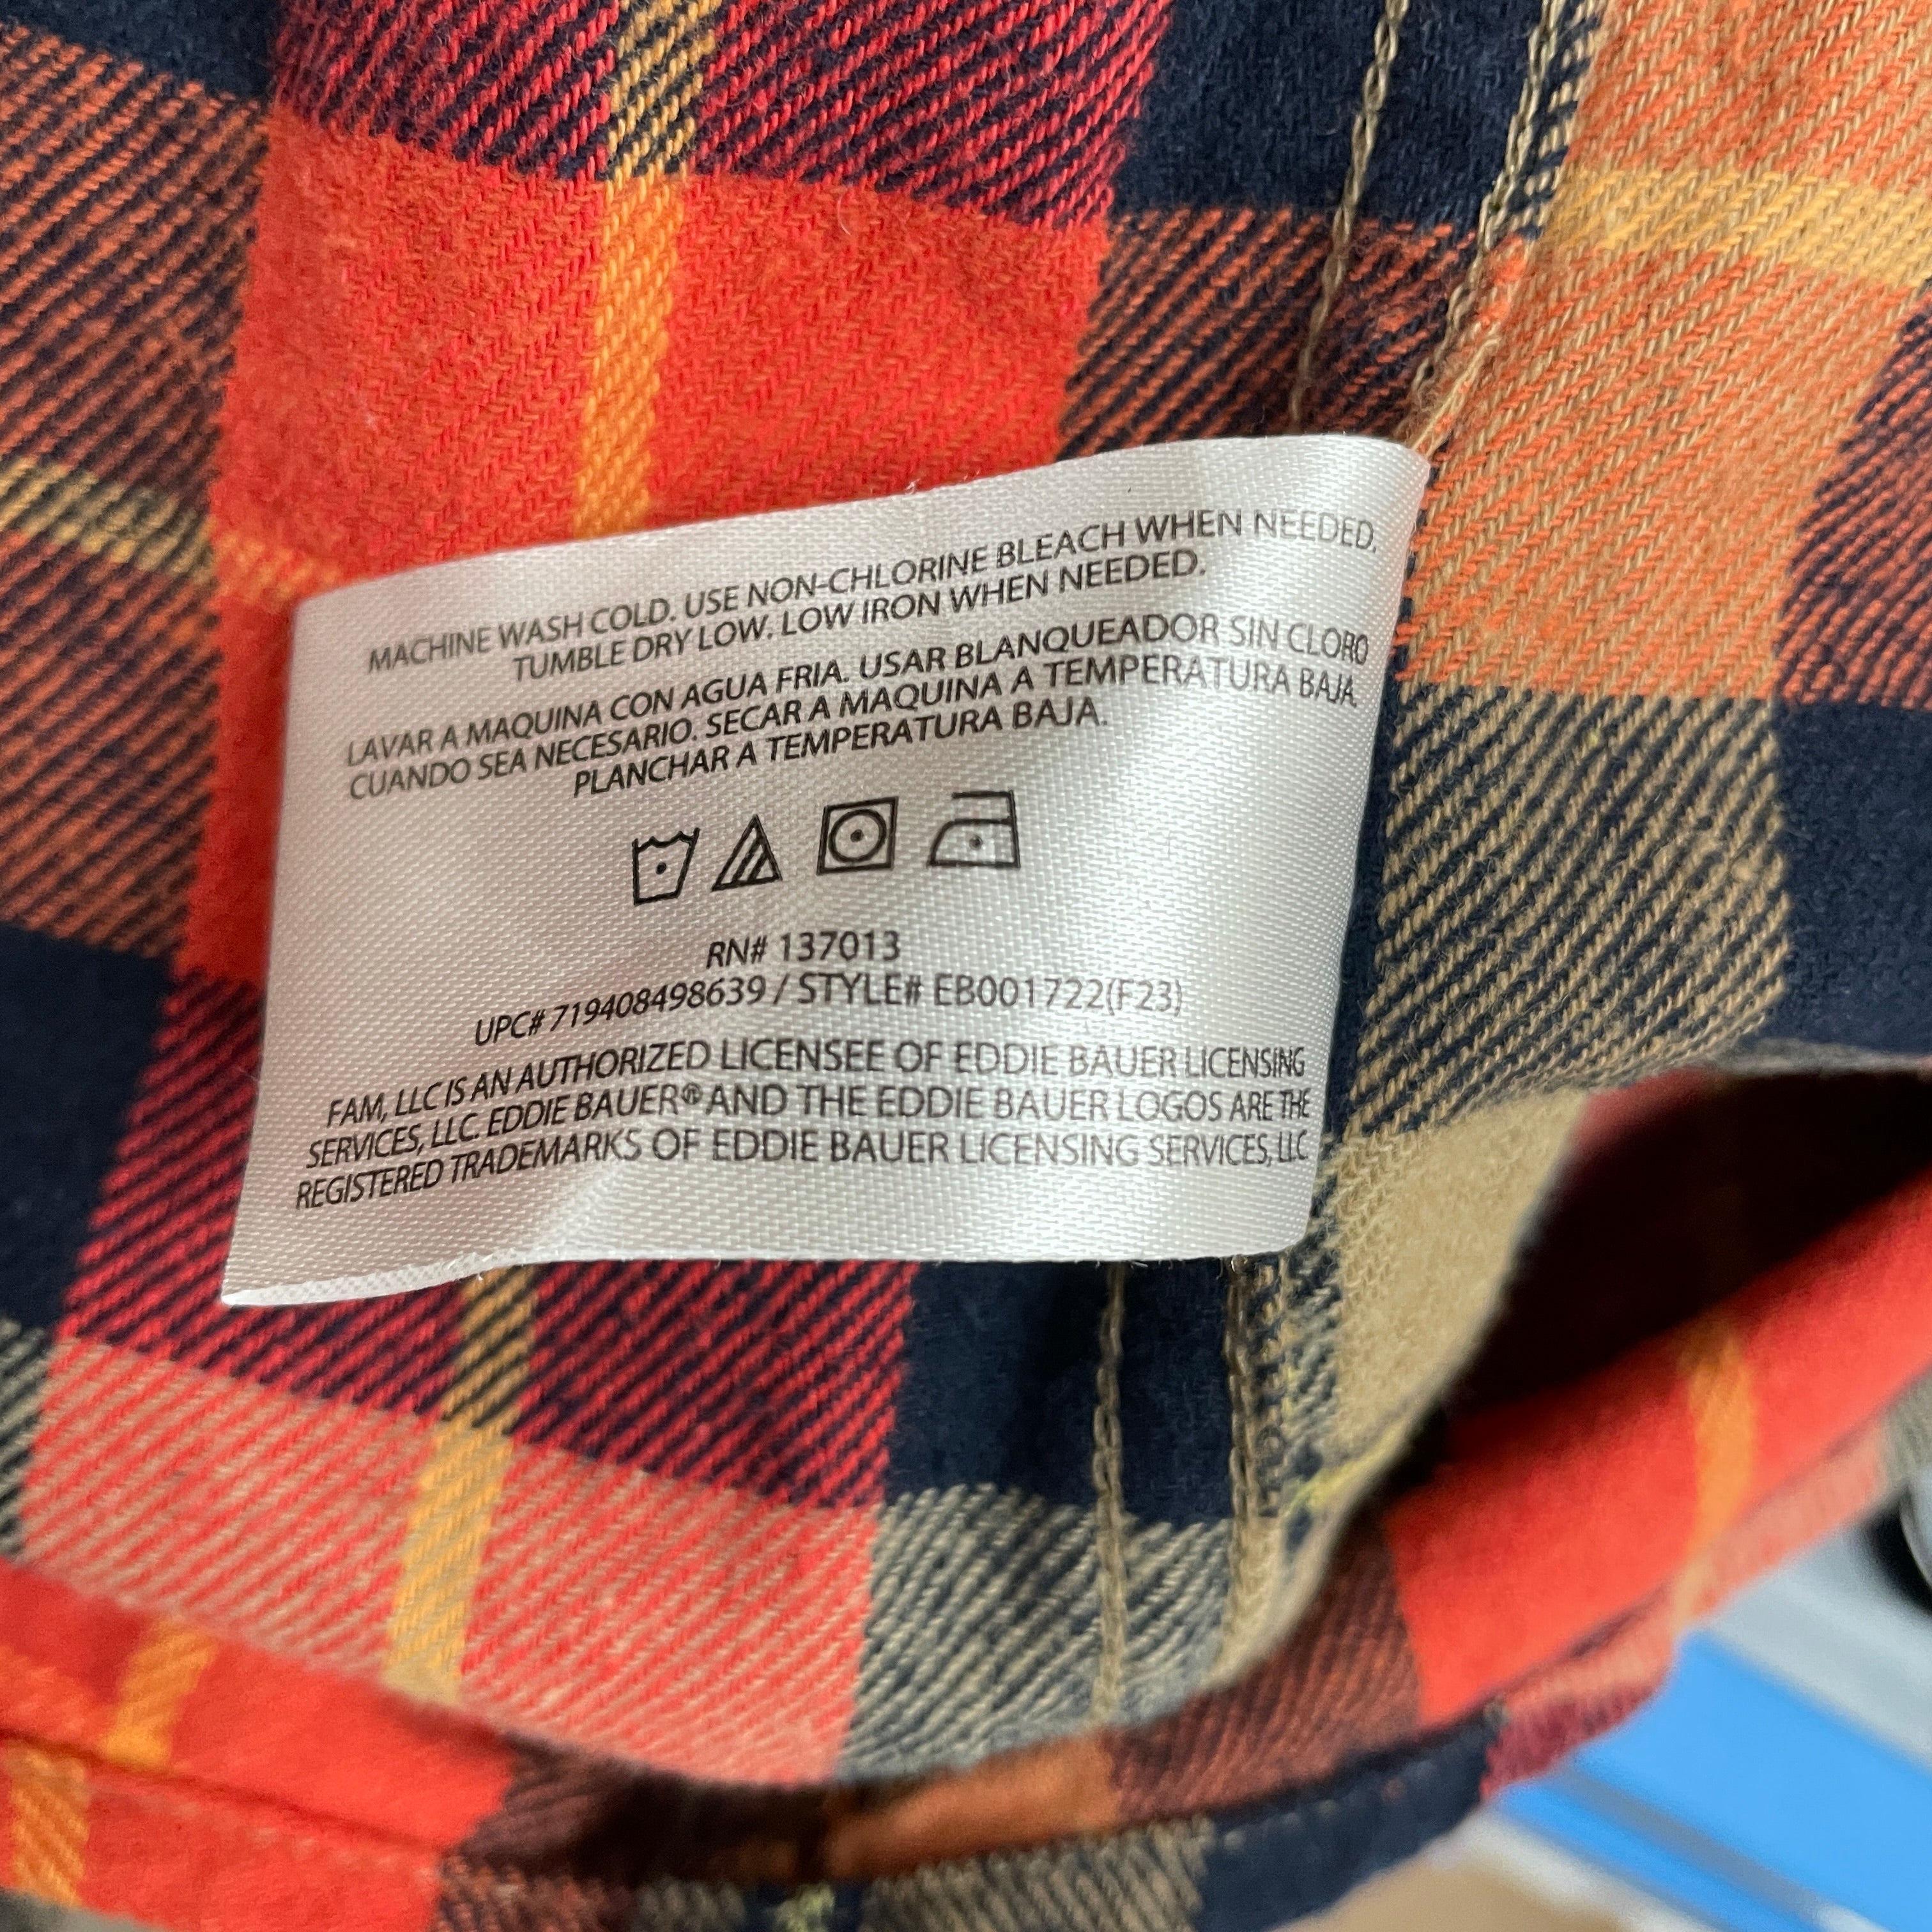 MACHINE WASH COLD. USE NON-CHLORINE BLEACH WHEN NEEDED.
TUMBLE DRY LOW. LOW IRON WHEN NEEDED.
LAVAR A MAQUINA CON AGUA FRIA. USAR BLANQUEADOR SIN CLORO
CUANDO SEA NECESARIO. SECAR A MAQUINA A TEMPERATURA BAJA.
PLANCHAR A TEMPERATURA BAJA.
RN# 137013
UPC# 719408498639 / STYLE# EB001722(F23)
FAM, LLC IS AN AUTHORIZED LICENSEE OF EDDIE BAUER LICENSING
SERVICES, LLC. EDDIE BAUER® AND THE EDDIE BAUER LOGOS ARE THE
REGISTERED TRADEMARKS OF EDDIE BAUER LICENSING SERVICES, LLC